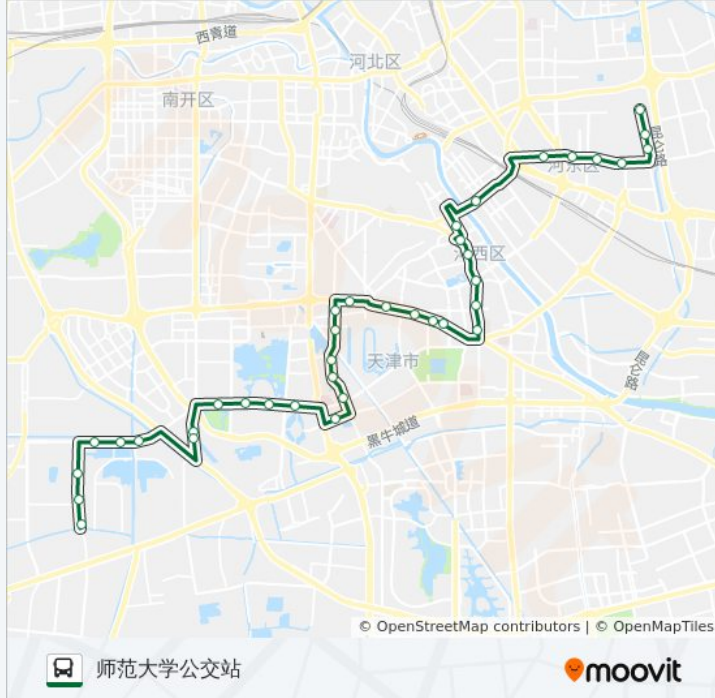 西青道
河北区
南开区
昆仑路
河东区
河西区
天津市
昆仑路
黑牛城道
© OpenStreetMap contributors | © OpenMapTiles
师范大学公交站
moovit